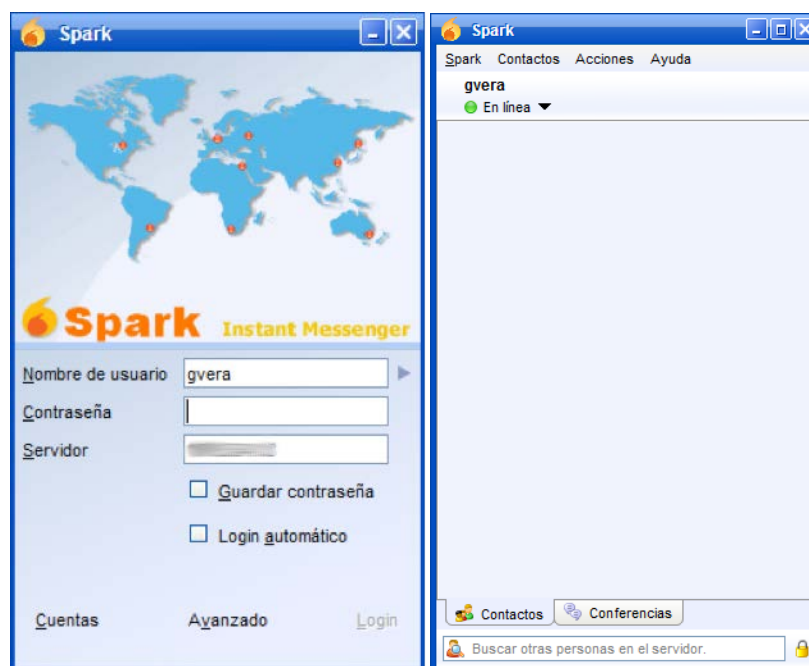 Spark
Spark Instant Messenger
Nombre de usuario gvera
Contraseña
Servidor
Guardar contraseña
Login automático
Cuentas Avanzado Login
Spark
Spark Contactos Acciones Ayuda
gvera
En línea
Contactos Conferencias
Buscar otras personas en el servidor.